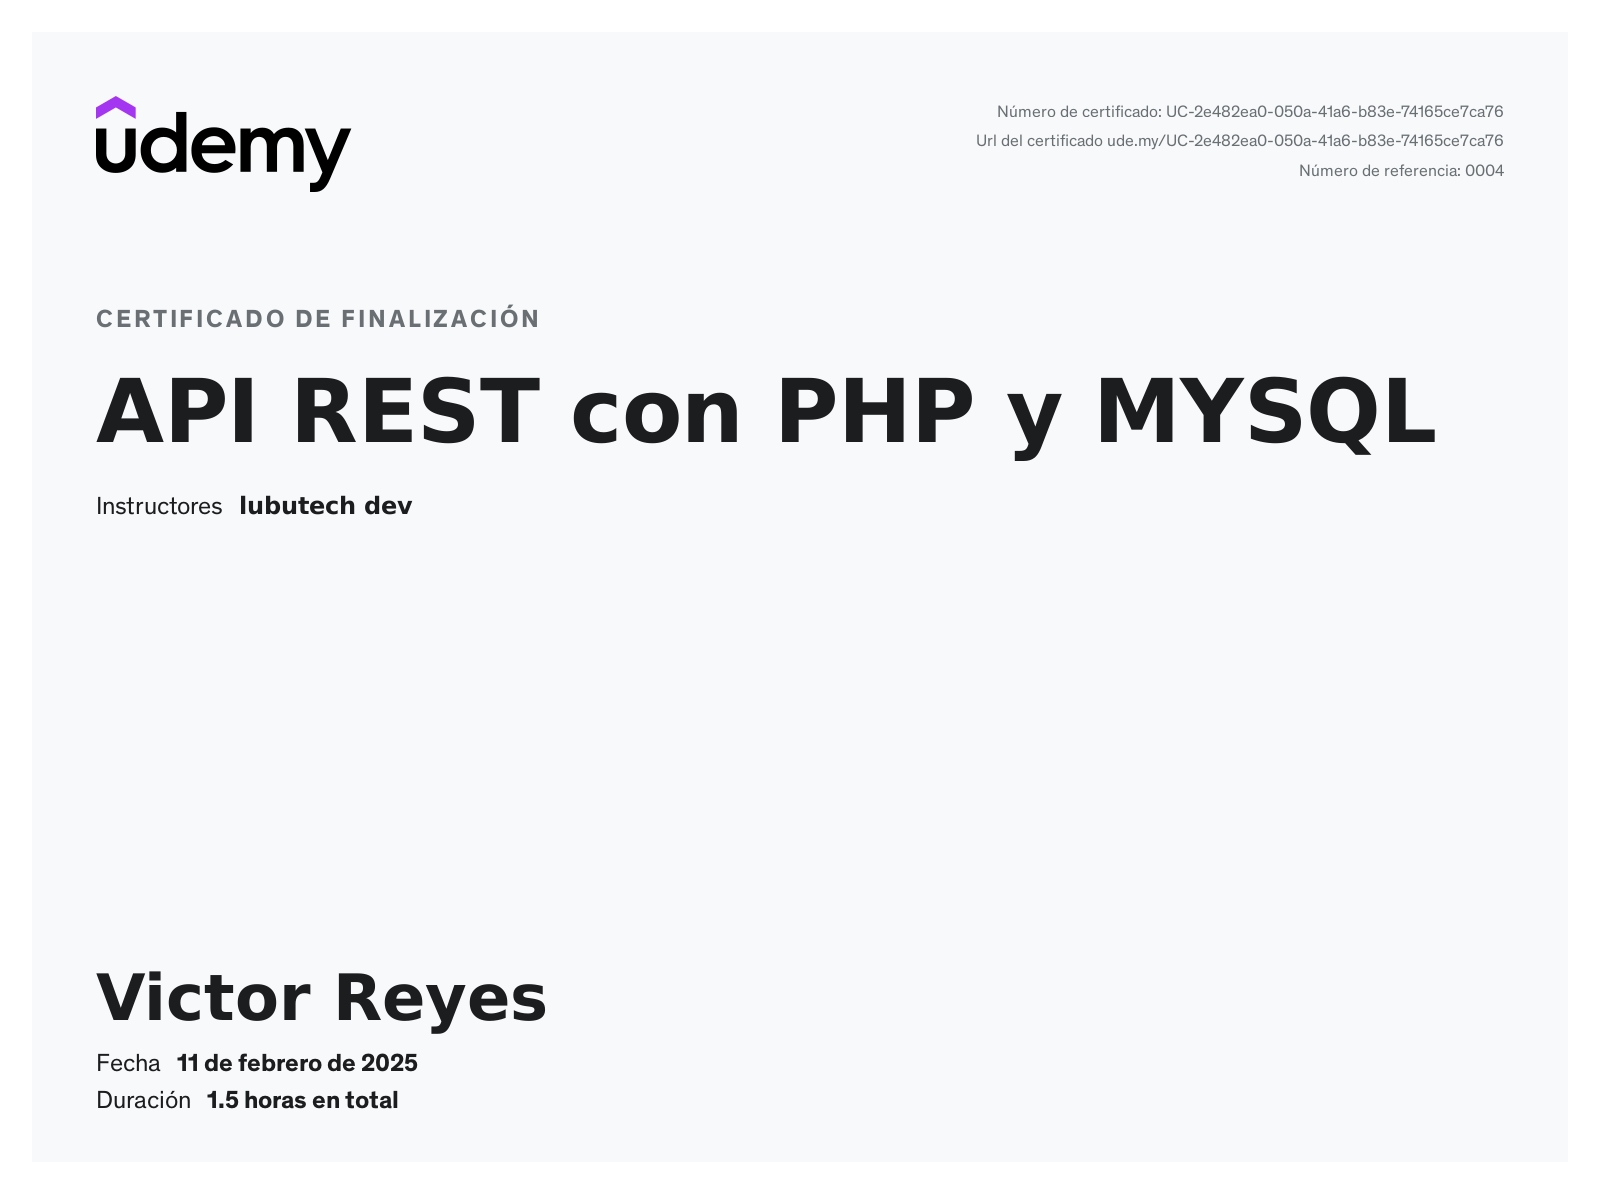 udemy
Número de certificado: UC-2e482ea0-050a-41a6-b83e-74165ce7ca76
Url del certificado ude.my/UC-2e482ea0-050a-41a6-b83e-74165ce7ca76
Número de referencia: 0004
CERTIFICADO DE FINALIZACIÓN
API REST con PHP y MYSQL
Instructores lubutech dev
Victor Reyes
Fecha 11 de febrero de 2025
Duración 1.5 horas en total